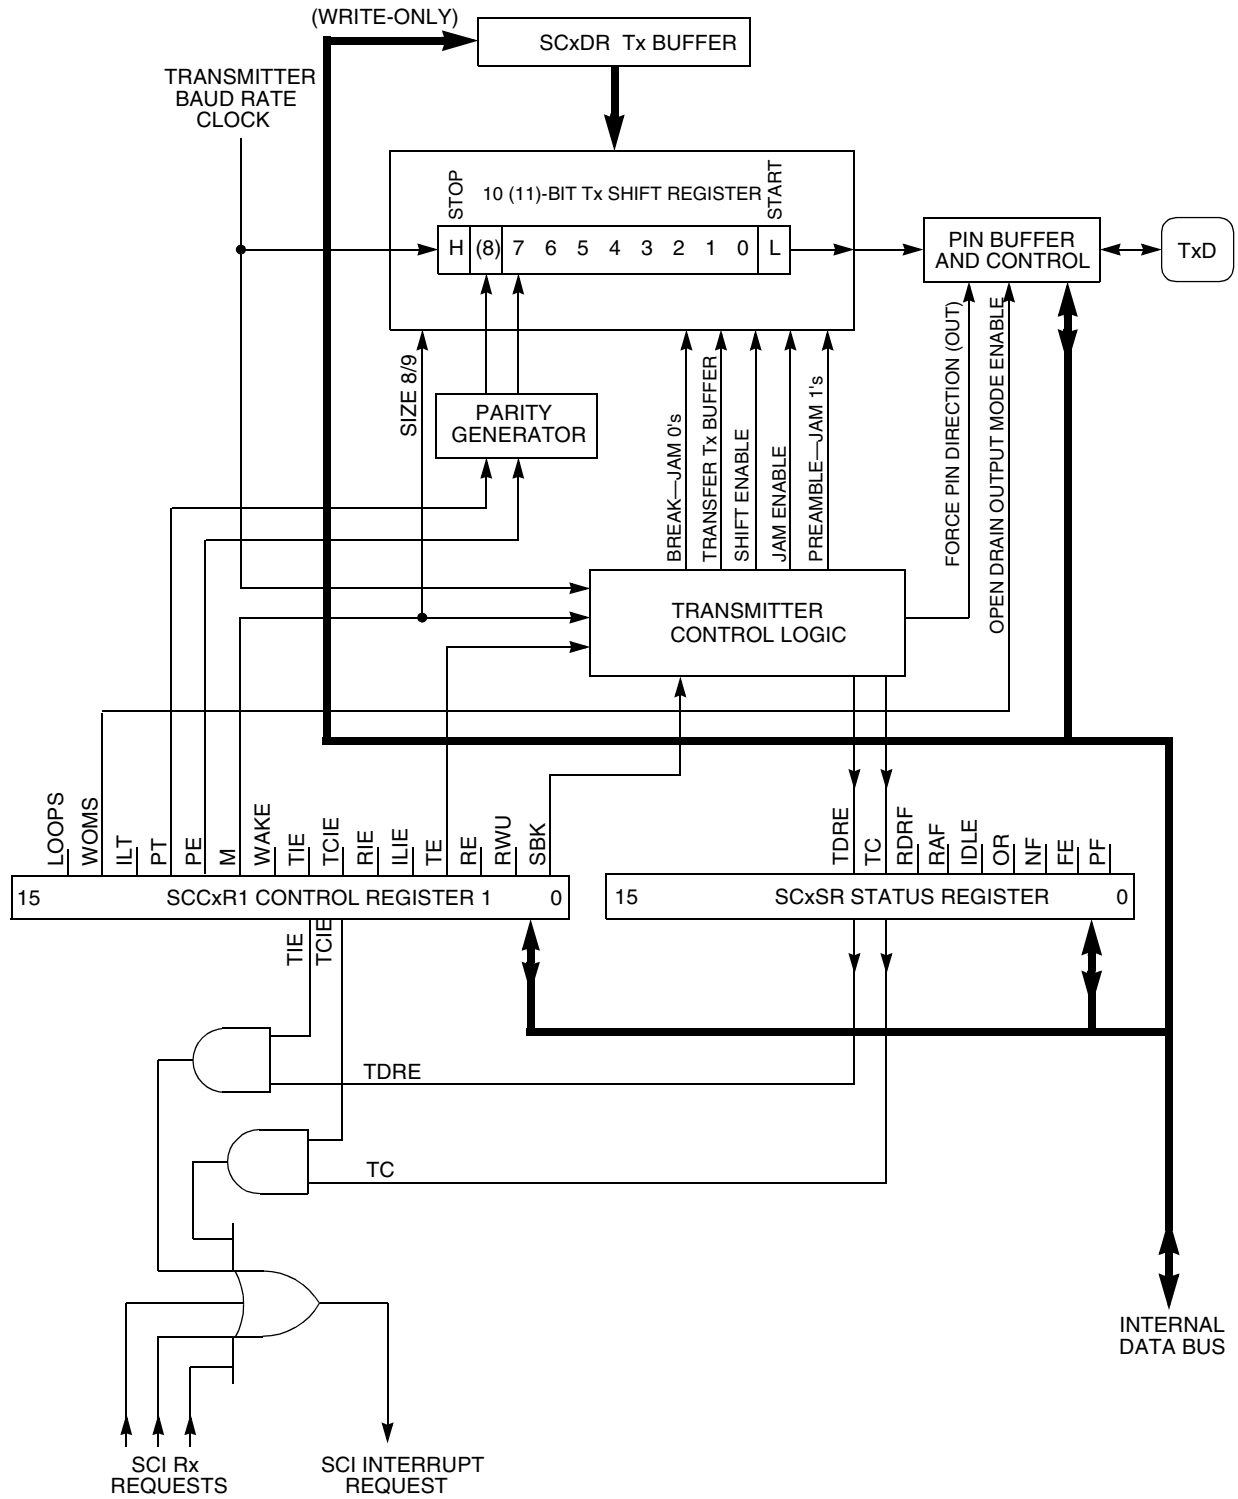 (WRITE-ONLY)
SCxDR Tx BUFFER
TRANSMITTER
BAUD RATE
CLOCK
STOP
10 (11)-BIT Tx SHIFT REGISTER
START
H (8) 7 6 5 4 3 2 1 0 L
PIN BUFFER
AND CONTROL
TxD
SIZE 8/9
PARITY
GENERATOR
BREAK—JAM 0's
TRANSFER Tx BUFFER
SHIFT ENABLE
JAM ENABLE
PREAMBLE—JAM 1's
FORCE PIN DIRECTION (OUT)
OPEN DRAIN OUTPUT MODE ENABLE
TRANSMITTER
CONTROL LOGIC
LOOPS
WOMS
ILT
PT
PE
M
WAKE
TIE
TCIE
RIE
ILIE
TE
RE
RWU
SBK
TDRE
TC
RDRF
RAF
IDLE
OR
NF
FE
PF
15 SCCxR1 CONTROL REGISTER 1 0
15 SCxSR STATUS REGISTER 0
TIE
TCIE
TDRE
TC
INTERNAL
DATA BUS
SCI Rx
REQUESTS
SCI INTERRUPT
REQUEST